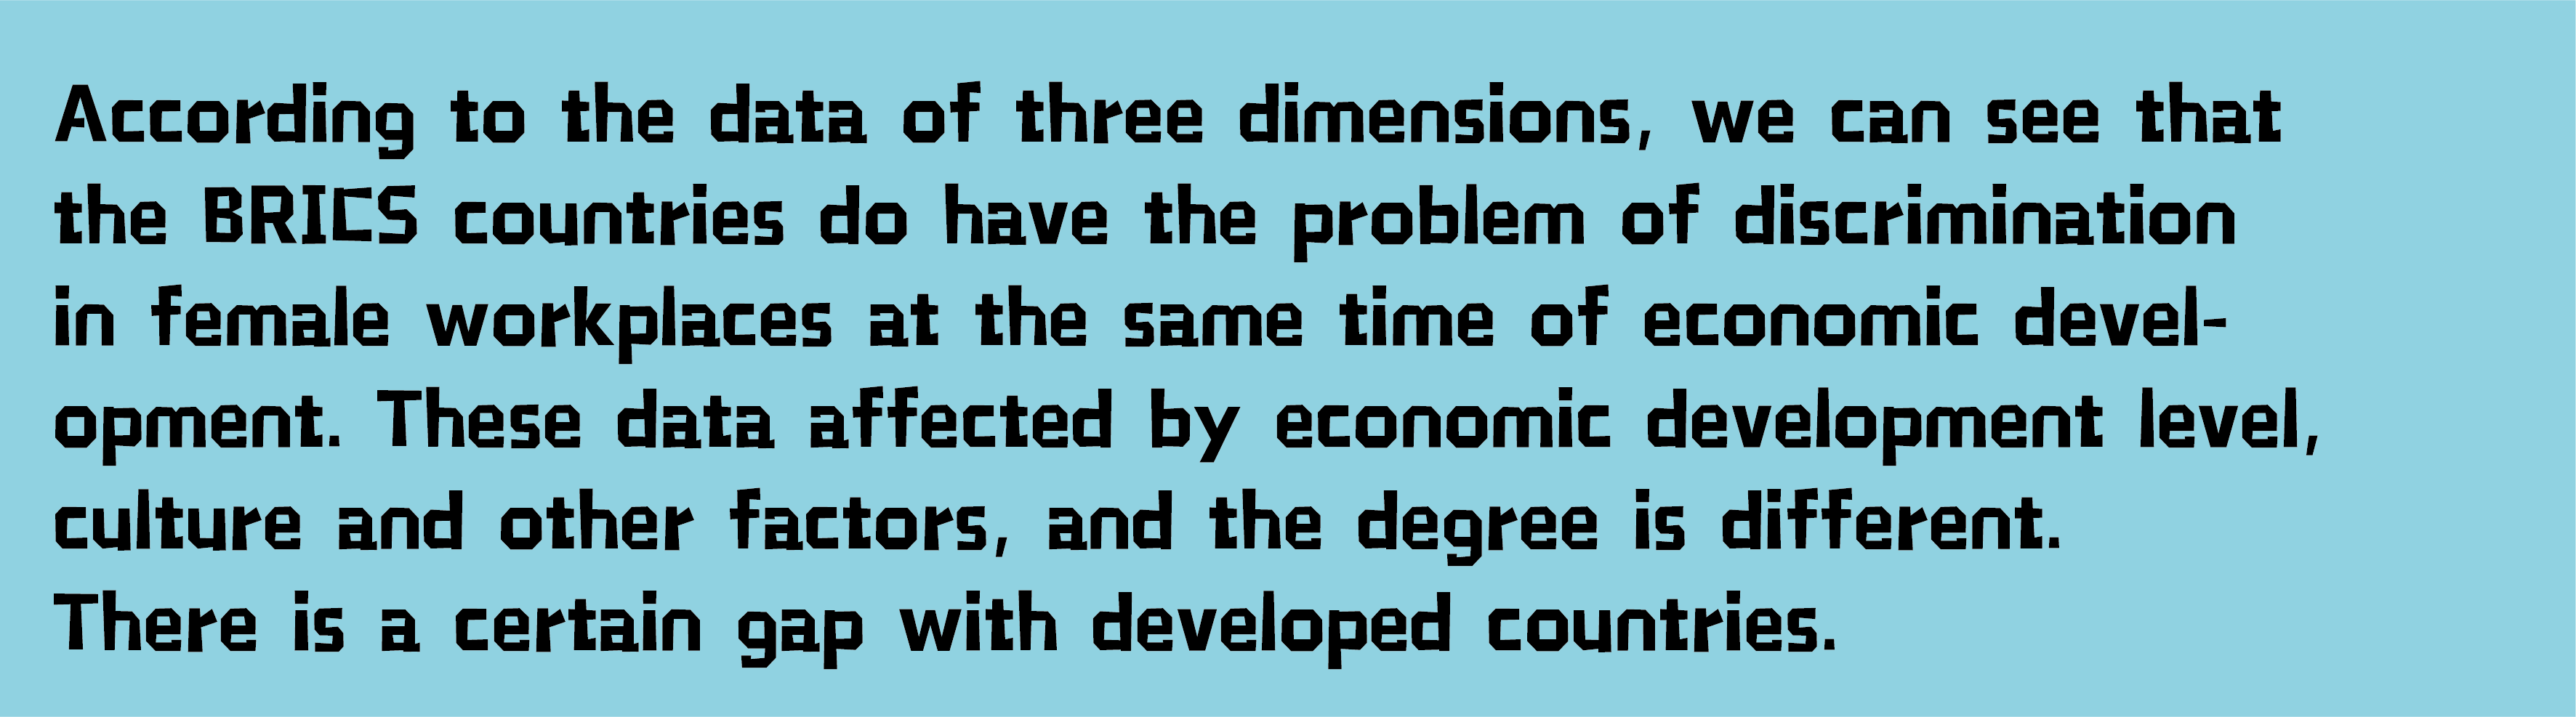 According to the data of three dimensions, we can see that
the BRICS countries do have the problem of discrimination
in female workplaces at the same time of economic devel-
opment. These data affected by economic development level,
culture and other factors, and the degree is different.
There is a certain gap with developed countries.